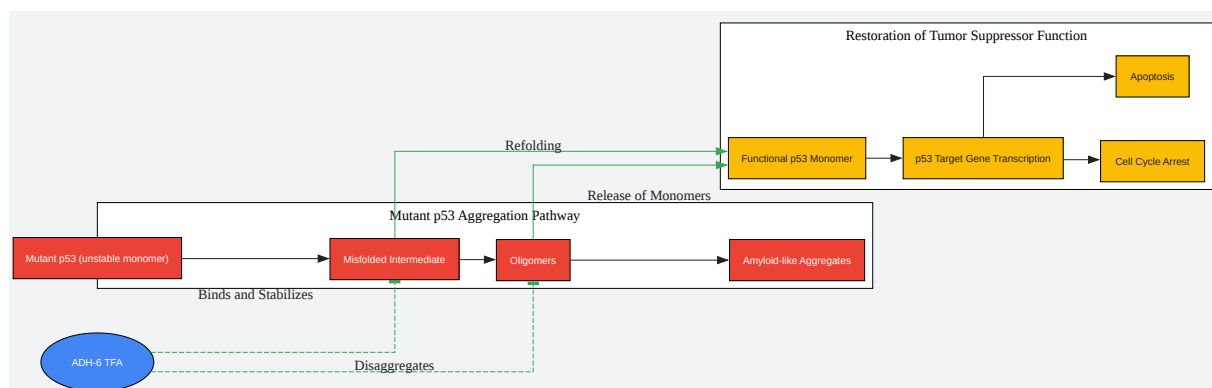 Restoration of Tumor Suppressor Function
Apoptosis
Refolding
Functional p53 Monomer
p53 Target Gene Transcription
Cell Cycle Arrest
Release of Monomers
Mutant p53 Aggregation Pathway
Mutant p53 (unstable monomer)
Misfolded Intermediate
Oligomers
Amyloid-like Aggregates
Binds and Stabilizes
ADH-6 TFA
Disaggregates